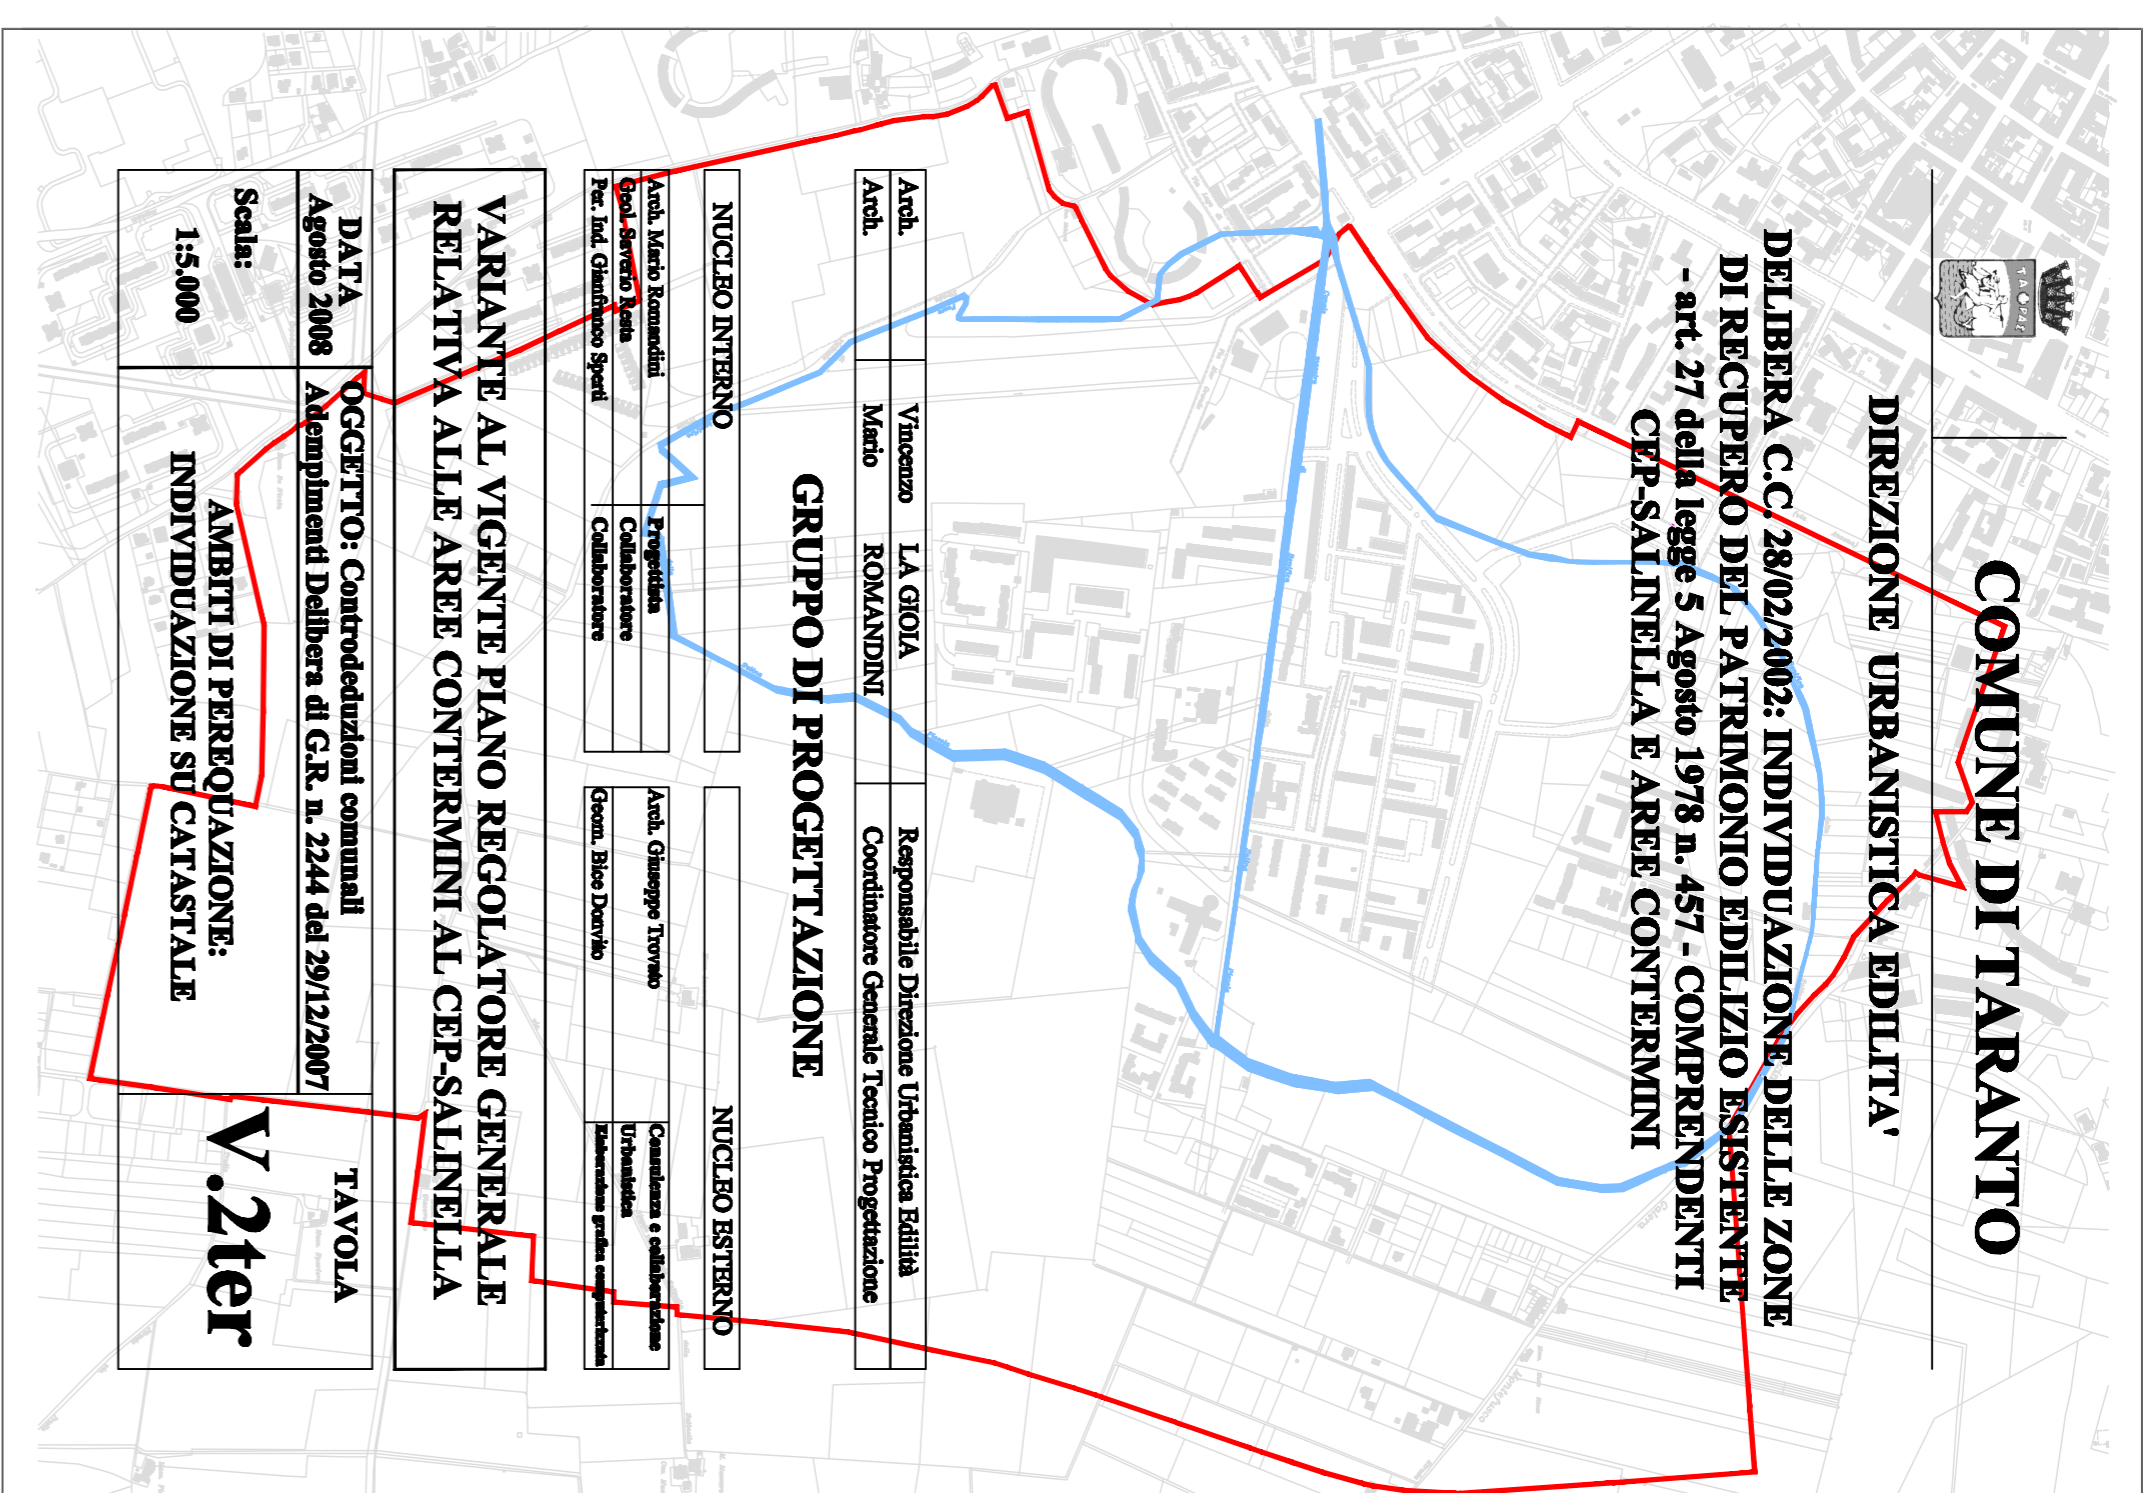 COMUNE DI TARANTO
DIREZIONE URBANISTICA EDILITA'
DELIBERA C.C. 28/02/2002: INDIVIDUAZIONE DELLE ZONE
DI RECUPERO DEL PATRIMONIO EDILIZIO ESISTENTE
- art. 27 della legge 5 Agosto 1978 n. 457 - COMPRENDENTI
CEP-SALINELLA E AREE CONTERMINI
Arch. Vincenzo LA GIOIA Responsabile Direzione Urbanistica Edilità
Arch. Mario ROMANDINI Coordinatore Generale Tecnico Progettazione
GRUPPO DI PROGETTAZIONE
NUCLEO INTERNO
NUCLEO ESTERNO
Arch. Mario Romandini Progettista
Geol. Saverio Resta Collaboratore
Per. Ind. Gianfranco Sperti Collaboratore
Arch. Giuseppe Trovato Consulenza e collaborazione
Urbanistica
Geom. Bice Donvito Elaborazione grafica computerizzata
VARIANTE AL VIGENTE PIANO REGOLATORE GENERALE
RELATIVA ALLE AREE CONTERMINI AL CEP-SALINELLA
DATA
Agosto 2008
Scala:
1:5.000
OGGETTO: Controdeduzioni comunali
Adempimenti Delibera di G.R. n. 2244 del 29/12/2007
AMBITI DI PEREQUAZIONE:
INDIVIDUAZIONE SU CATASTALE
TAVOLA
V.2ter